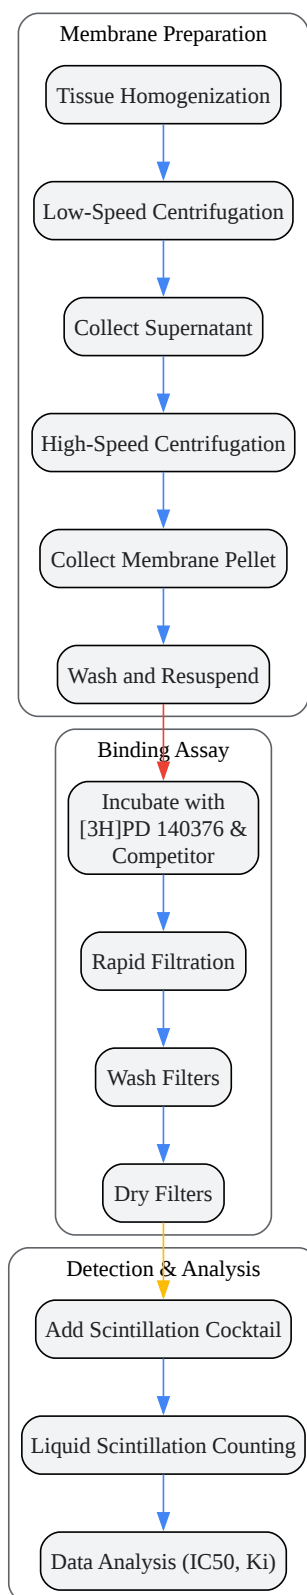 Membrane Preparation
Tissue Homogenization
Low-Speed Centrifugation
Collect Supernatant
High-Speed Centrifugation
Collect Membrane Pellet
Wash and Resuspend
Binding Assay
Incubate with
[3H]PD 140376 &
Competitor
Rapid Filtration
Wash Filters
Dry Filters
Detection & Analysis
Add Scintillation Cocktail
Liquid Scintillation Counting
Data Analysis (IC50, Ki)